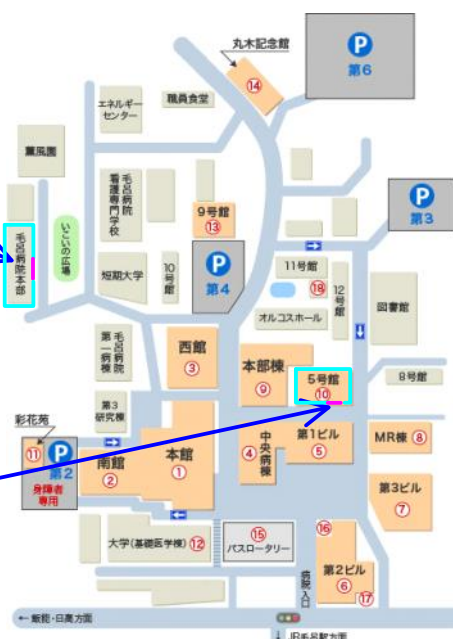 丸木記念館
P
第6
⑭
エネルギー
センター
職員食堂
薫風園
毛呂病院
看護専門学校
9号館
⑬
P
第3
毛呂病院本部
いこいの広場
短期大学
10号館
P
第4
11号館
⑱
12号館
オルコスホール
図書館
毛呂病院
第一病棟
西館
③
本部棟
⑨
5号館
⑩
8号館
第3
研究棟
彩花苑
⑪
P
第2
身障者
専用
南館
②
本館
①
中央病棟
④
第1ビル
⑤
MR棟 ⑧
第3ビル
⑦
大学(基礎医学棟) ⑫
⑮
バスロータリー
⑯
第2ビル
⑥
⑰
病院入口
← 飯能・日高方面
↓ JR毛呂駅方面